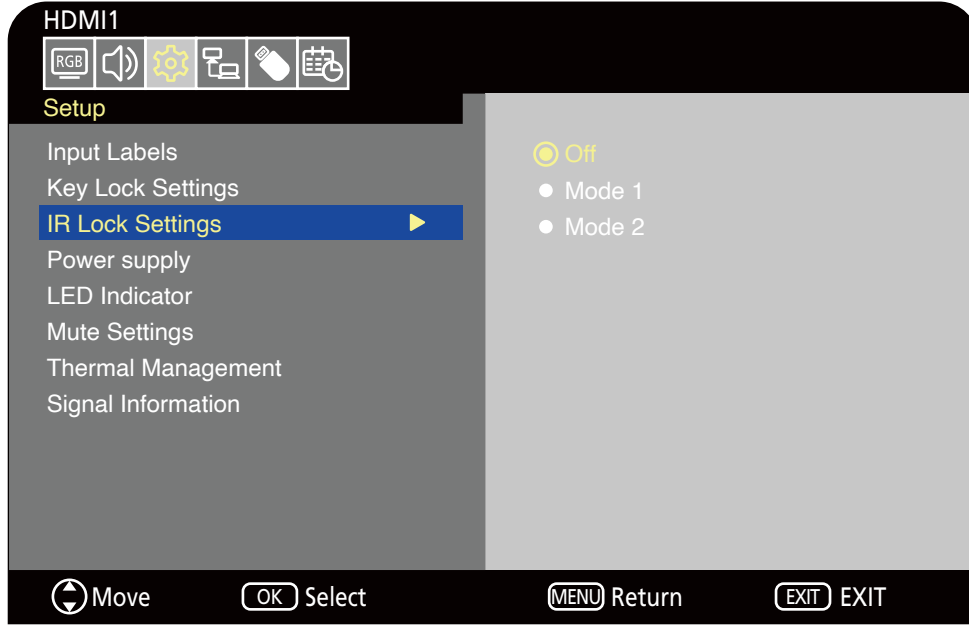 HDMI1
RGB
Setup
Input Labels
Key Lock Settings
IR Lock Settings
Power supply
LED Indicator
Mute Settings
Thermal Management
Signal Information
Off
Mode 1
Mode 2
Move OK Select MENU Return EXIT EXIT